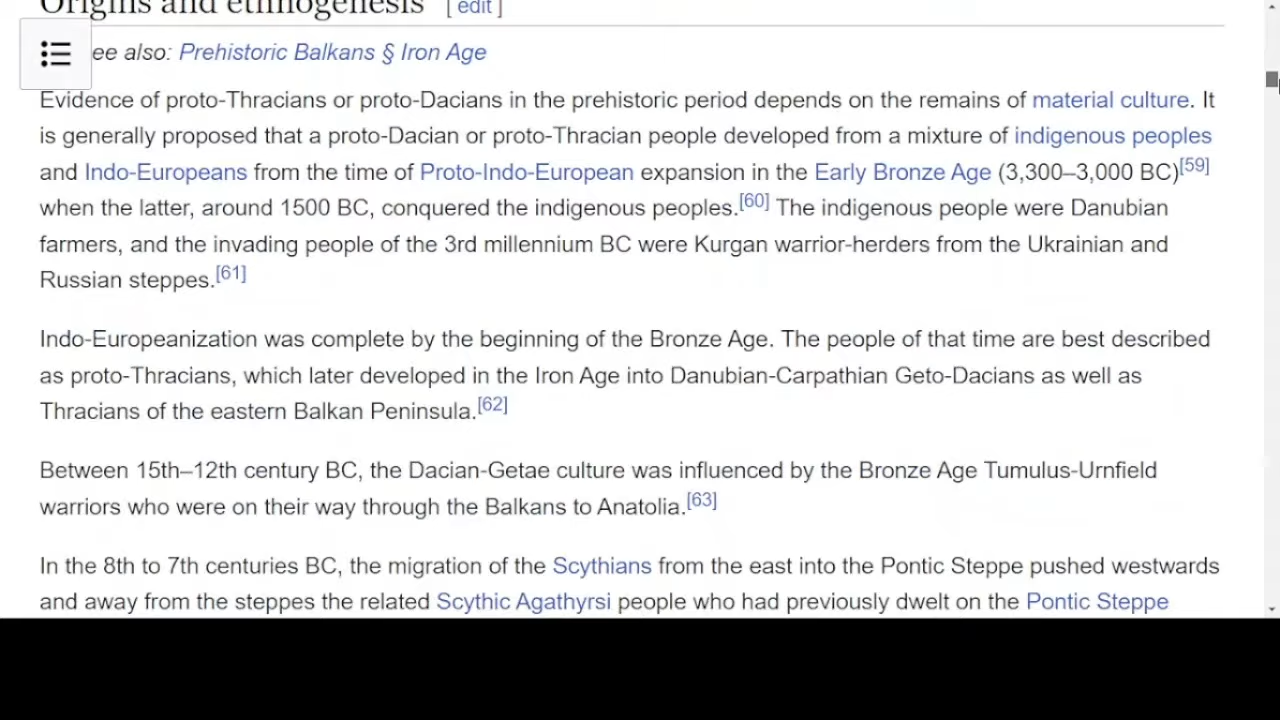 Origins and ethnogenesis [ edit ]
ee also: Prehistoric Balkans § Iron Age
Evidence of proto-Thracians or proto-Dacians in the prehistoric period depends on the remains of material culture. It
is generally proposed that a proto-Dacian or proto-Thracian people developed from a mixture of indigenous peoples
and Indo-Europeans from the time of Proto-Indo-European expansion in the Early Bronze Age (3,300–3,000 BC)[59]
when the latter, around 1500 BC, conquered the indigenous peoples.[60] The indigenous people were Danubian
farmers, and the invading people of the 3rd millennium BC were Kurgan warrior-herders from the Ukrainian and
Russian steppes.[61]
Indo-Europeanization was complete by the beginning of the Bronze Age. The people of that time are best described
as proto-Thracians, which later developed in the Iron Age into Danubian-Carpathian Geto-Dacians as well as
Thracians of the eastern Balkan Peninsula.[62]
Between 15th–12th century BC, the Dacian-Getae culture was influenced by the Bronze Age Tumulus-Urnfield
warriors who were on their way through the Balkans to Anatolia.[63]
In the 8th to 7th centuries BC, the migration of the Scythians from the east into the Pontic Steppe pushed westwards
and away from the steppes the related Scythic Agathyrsi people who had previously dwelt on the Pontic Steppe